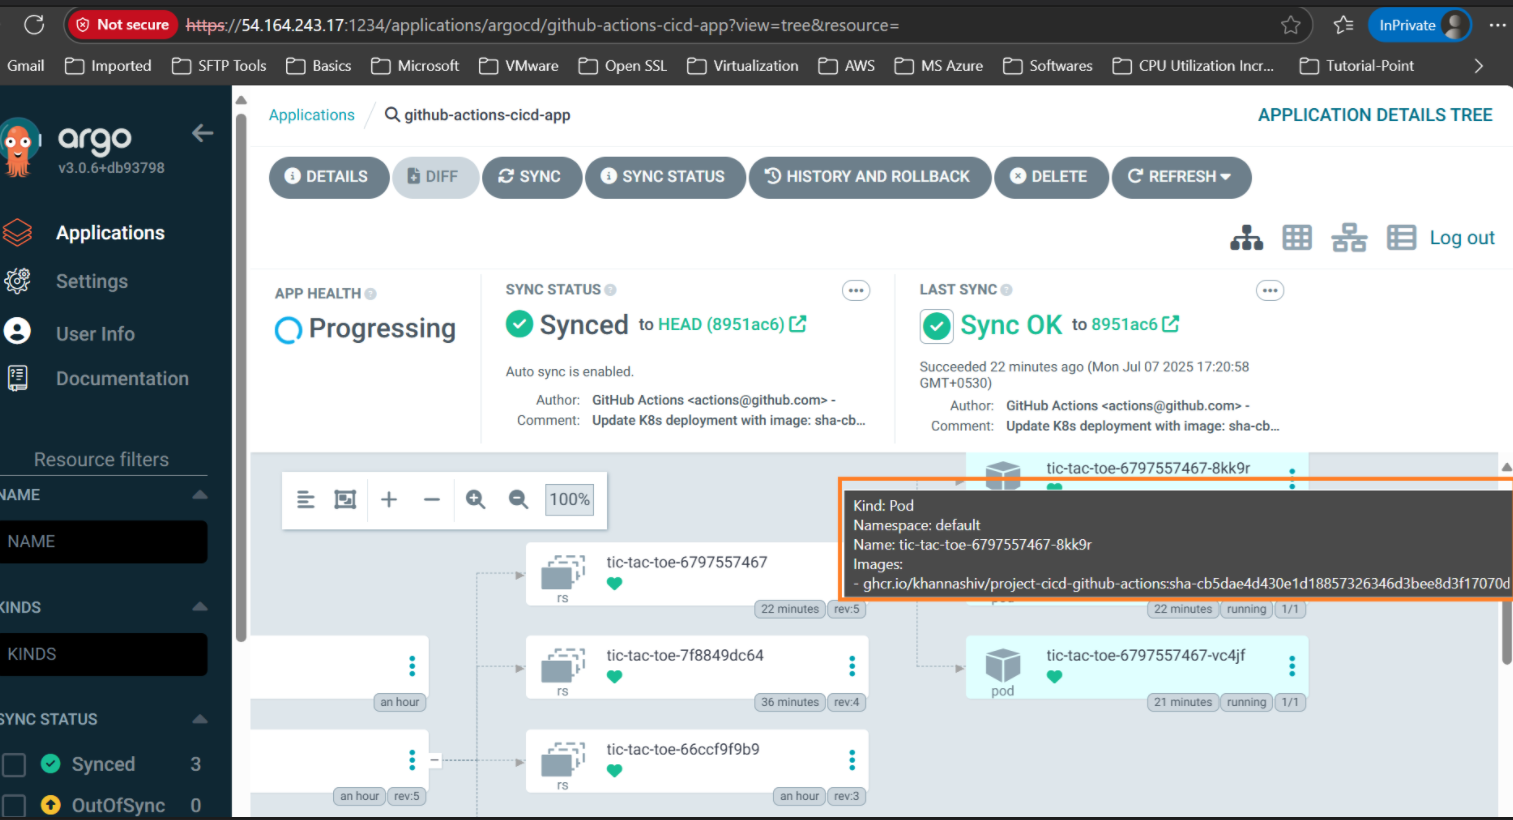 Not secure https://54.164.243.17:1234/applications/argocd/github-actions-cicd-app?view=tree&resource= InPrivate
Gmail Imported SFTP Tools Basics Microsoft VMware Open SSL Virtualization AWS MS Azure Softwares CPU Utilization Incr... Tutorial-Point
argo
v3.0.6+db93798
Applications
Settings
User Info
Documentation
Resource filters
NAME
NAME
KINDS
KINDS
SYNC STATUS
Synced 3
OutOfSync 0
Applications / github-actions-cicd-app APPLICATION DETAILS TREE
DETAILS DIFF SYNC SYNC STATUS HISTORY AND ROLLBACK DELETE REFRESH
Log out
APP HEALTH
Progressing
SYNC STATUS
Synced to HEAD (8951ac6)
Auto sync is enabled.
Author: GitHub Actions <actions@github.com> -
Comment: Update K8s deployment with image: sha-cb...
LAST SYNC
Sync OK to 8951ac6
Succeeded 22 minutes ago (Mon Jul 07 2025 17:20:58
GMT+0530)
Author: GitHub Actions <actions@github.com> -
Comment: Update K8s deployment with image: sha-cb...
100%
tic-tac-toe-6797557467-8kk9r
Kind: Pod
Namespace: default
Name: tic-tac-toe-6797557467-8kk9r
Images:
- ghcr.io/khannashiv/project-cicd-github-actions:sha-cb5dae4d430e1d18857326346d3bee8d3f17070d
pod
22 minutes running 1/1
tic-tac-toe-6797557467
rs
22 minutes rev:5
an hour
tic-tac-toe-7f8849dc64
rs
36 minutes rev:4
tic-tac-toe-6797557467-vc4jf
pod
21 minutes running 1/1
an hour rev:5
tic-tac-toe-66ccf9f9b9
rs
an hour rev:3